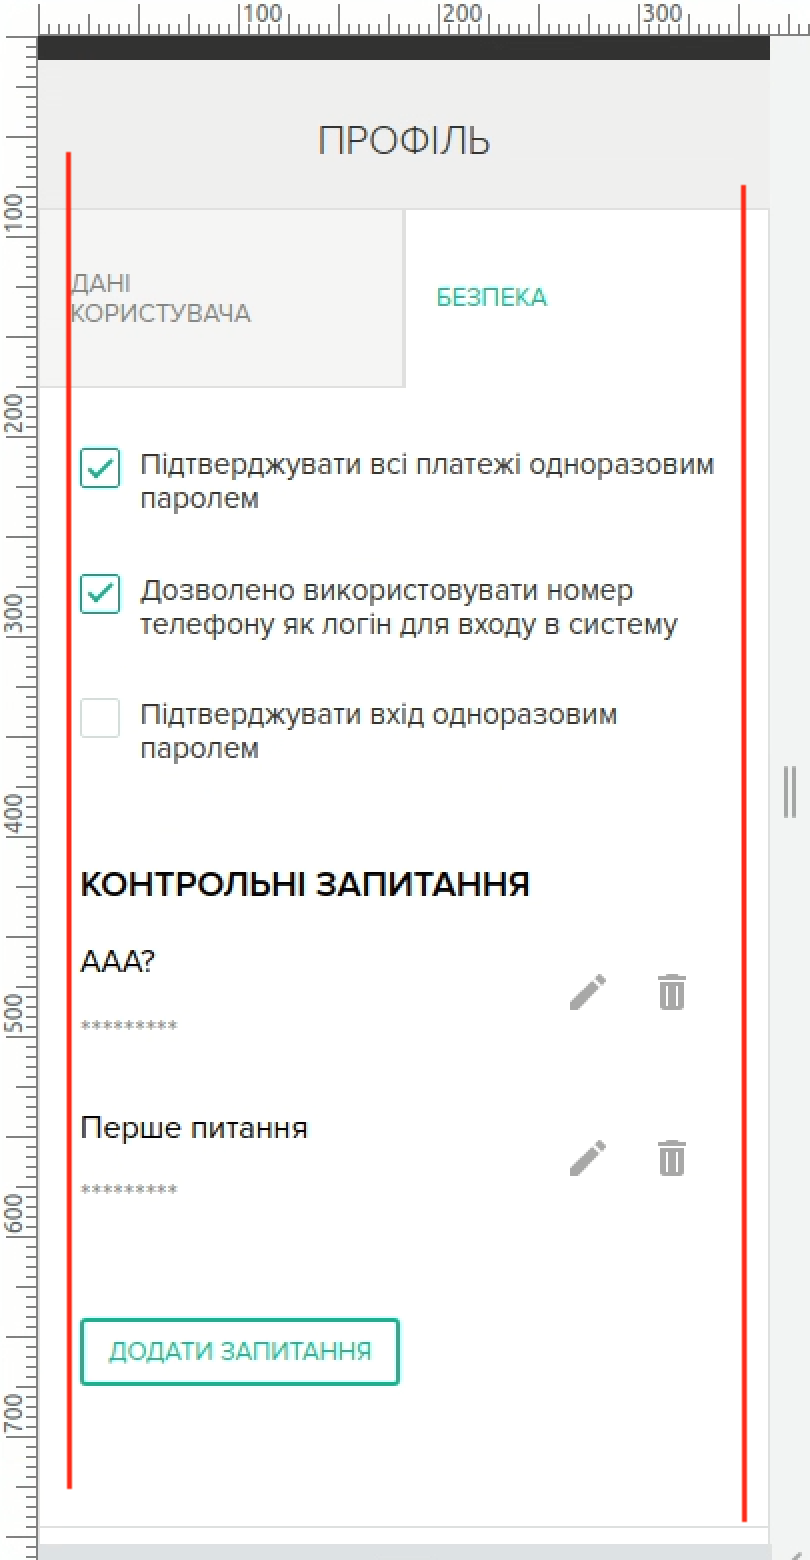 100 200 300
ПРОФІЛЬ
100
ДАНІ
КОРИСТУВАЧА
БЕЗПЕКА
200
Підтверджувати всі платежі одноразовим
паролем
300
Дозволено використовувати номер
телефону як логін для входу в систему
Підтверджувати вхід одноразовим
паролем
400
КОНТРОЛЬНІ ЗАПИТАННЯ
ААА?
500
*********
Перше питання
*********
600
ДОДАТИ ЗАПИТАННЯ
700